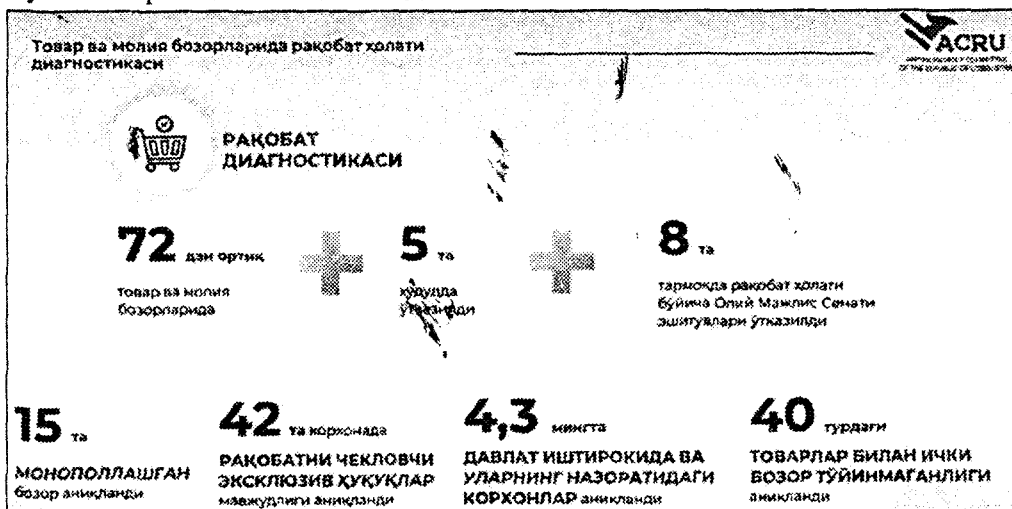 Товар ва молия бозорларида рақобат ҳолати
диагностикаси
ACRU
РАҚОБАТ
ДИАГНОСТИКАСИ
72 дан ортиқ
товар ва молия
бозорларида
5 та
ҳудудда
ўтказилди
8 та
тармоқда рақобат ҳолати
бўйича Олий Мажлис Сенати
эшитувлари ўтказилди
15 та
МОНОПОЛЛАШГАН
бозор аниқланди
42 та корхонада
РАҚОБАТНИ ЧЕКЛОВЧИ
ЭКСКЛЮЗИВ ҲУҚУҚЛАР
мавжудлиги аниқланди
4,3 мингта
ДАВЛАТ ИШТИРОКИДА ВА
УЛАРНИНГ НАЗОРАТИДАГИ
КОРХОНЛАР аниқланди
40 турдаги
ТОВАРЛАР БИЛАН ИЧКИ
БОЗОР ТЎЙИНМАГАНЛИГИ
аниқланди